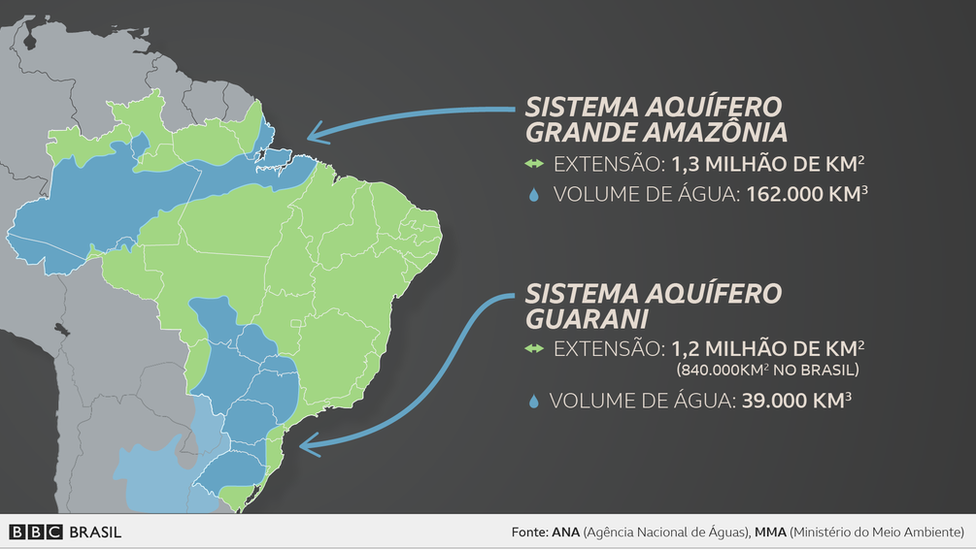 SISTEMA AQUÍFERO
GRANDE AMAZÔNIA
EXTENSÃO: 1,3 MILHÃO DE KM²
VOLUME DE ÁGUA: 162.000 KM³
SISTEMA AQUÍFERO
GUARANI
EXTENSÃO: 1,2 MILHÃO DE KM²
(840.000KM² NO BRASIL)
VOLUME DE ÁGUA: 39.000 KM³
BBC BRASIL
Fonte: ANA (Agência Nacional de Águas), MMA (Ministério do Meio Ambiente)